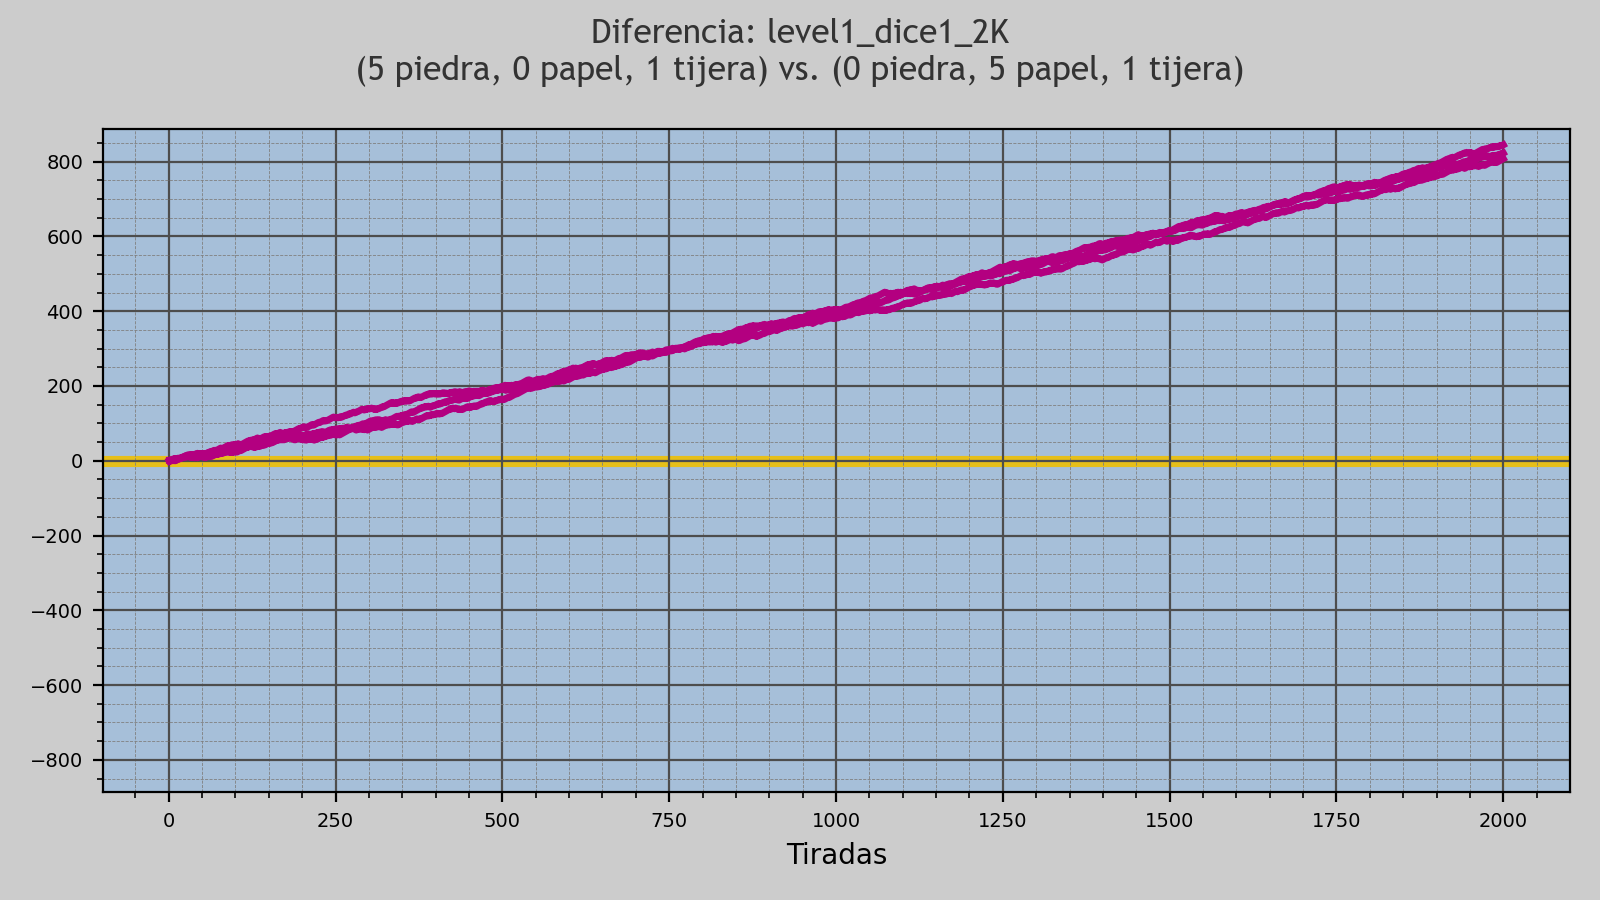 Diferencia: level1_dice1_2K
(5 piedra, 0 papel, 1 tijera) vs. (0 piedra, 5 papel, 1 tijera)
800
600
400
200
0
−200
−400
−600
−800
0 250 500 750 1000 1250 1500 1750 2000
Tiradas